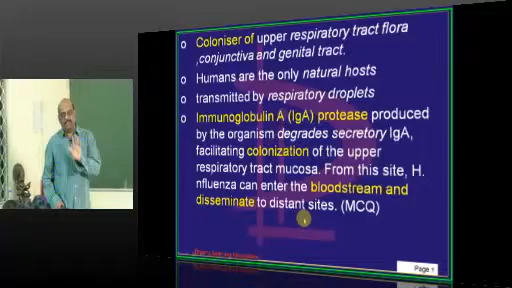 Coloniser of upper respiratory tract flora
,conjunctiva and genital tract.
Humans are the only natural hosts
transmitted by respiratory droplets
Immunoglobulin A (IgA) protease produced
by the organism degrades secretory IgA,
facilitating colonization of the upper
respiratory tract mucosa. From this site, H.
nfluenza can enter the bloodstream and
disseminate to distant sites. (MCQ)
Page 1